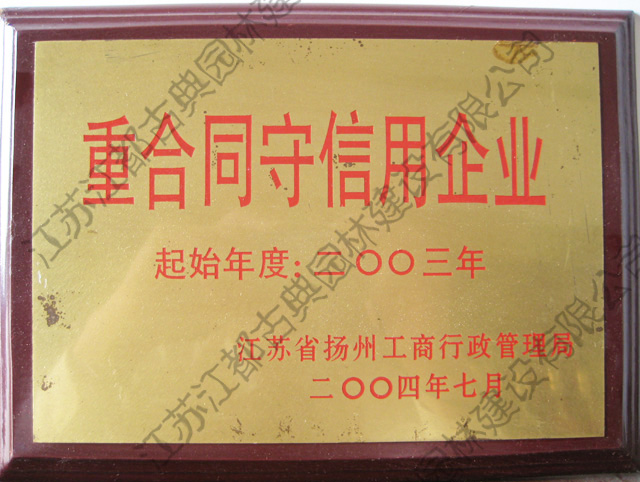 重合同守信用企业
起始年度:二〇〇三年
江苏省扬州工商行政管理局
二〇〇四年七月
江苏江都古典园林建设有限公司
江苏江都古典园林建设有限公司